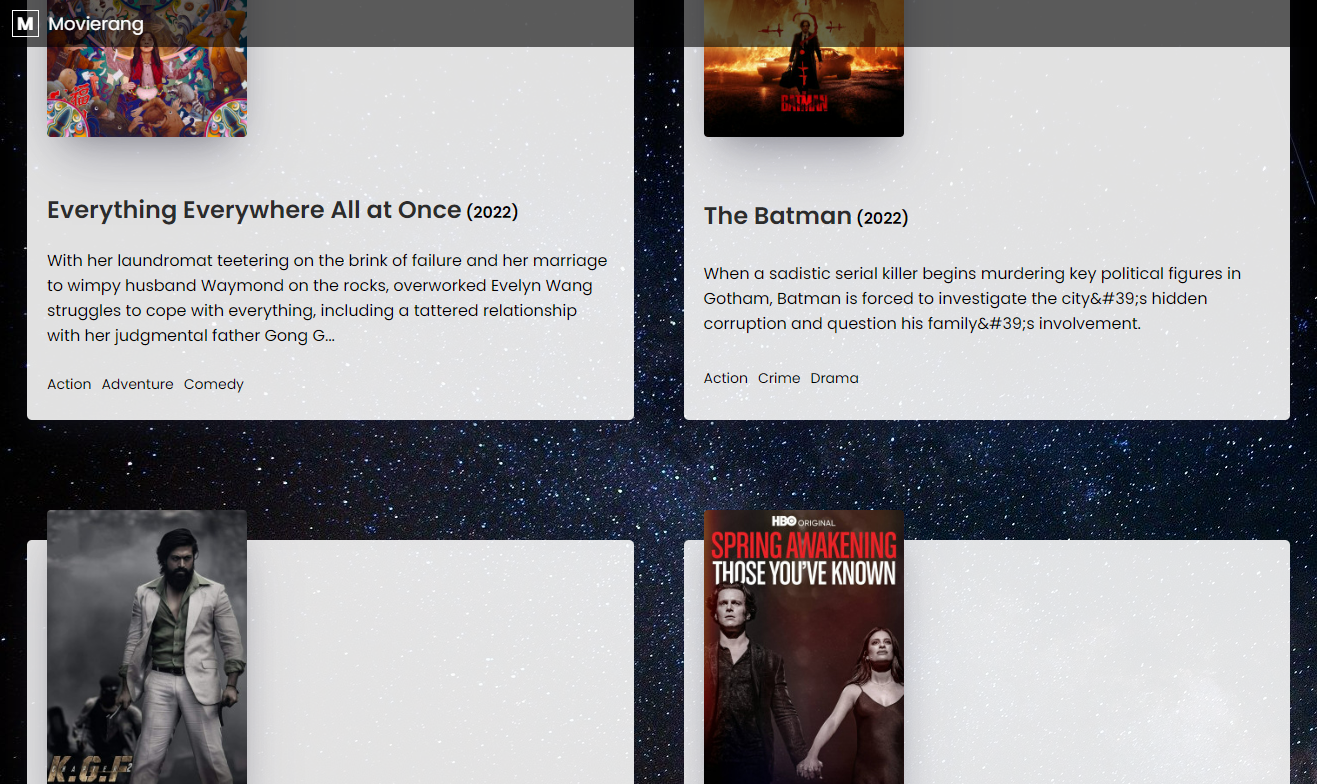 M Movierang
福
THE
BATMAN
Everything Everywhere All at Once (2022)
The Batman (2022)
With her laundromat teetering on the brink of failure and her marriage
to wimpy husband Waymond on the rocks, overworked Evelyn Wang
struggles to cope with everything, including a tattered relationship
with her judgmental father Gong G...
When a sadistic serial killer begins murdering key political figures in
Gotham, Batman is forced to investigate the city&#39;s hidden
corruption and question his family&#39;s involvement.
Action Adventure Comedy
Action Crime Drama
HBO ORIGINAL
SPRING AWAKENING
THOSE YOU'VE KNOWN
K.G.F